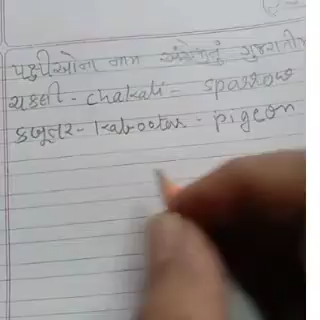 પક્ષીઓના નામ અંગ્રેજીનું ગુજરાતી
ચકલી - chakali - sparrow
કબૂતર - kabootar - pigeon